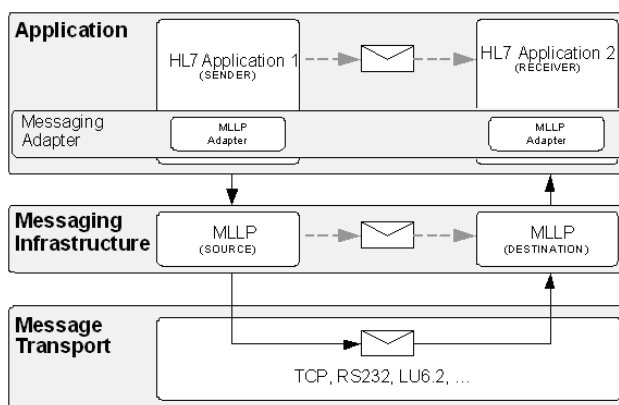 Application
HL7 Application 1
(SENDER)
HL7 Application 2
(RECEIVER)
Messaging
Adapter
MLLP
Adapter
MLLP
Adapter
Messaging
Infrastructure
MLLP
(SOURCE)
MLLP
(DESTINATION)
Message
Transport
TCP, RS232, LU6.2, ...